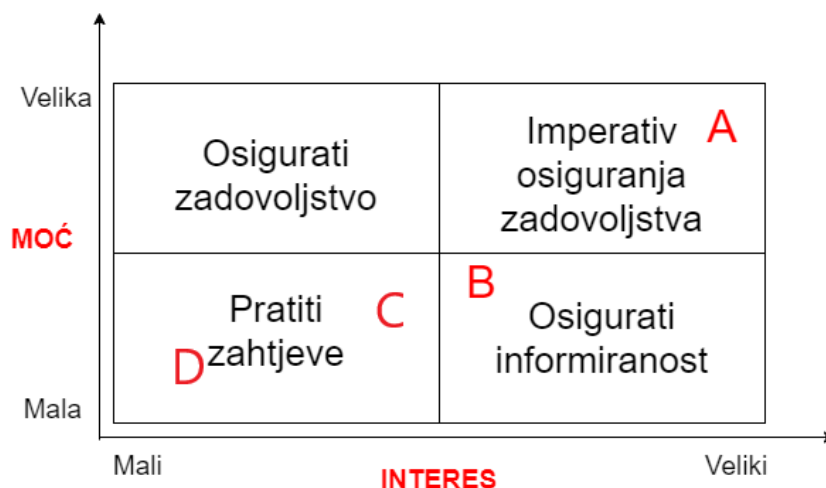 Velika
Osigurati
zadovoljstvo
Imperativ
osiguranja
zadovoljstva
A
MOĆ
Pratiti
zahtjeve
C
D
B
Osigurati
informiranost
Mala
Mali
INTERES
Veliki